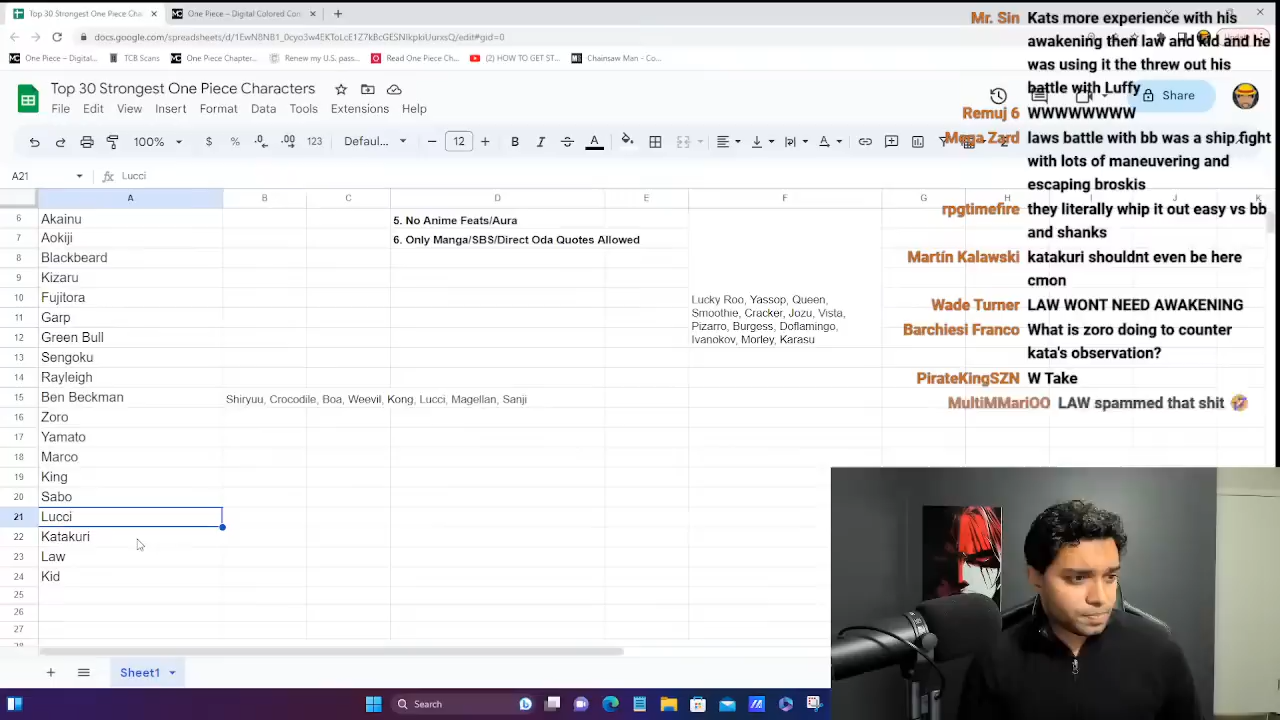 Top 30 Strongest One Piece Cha
One Piece – Digital Colored Con
docs.google.com/spreadsheets/d/1EwN8NB1_0cyo3w4EKToLcE1Z7kBcGESNIkploUurxsQ/edit#gid=0
One Piece – Digital...
TCB Scans
One Piece Chapter...
Renew my U.S. pass...
Read One Piece Ch...
(2) HOW TO GET ST...
Chainsaw Man - Co...
Top 30 Strongest One Piece Characters
File Edit View Insert Format Data Tools Extensions Help
Share
100% $ % .0 .00 123 Defaul... 12
A21 Lucci
A B C D E F G H I J K
6 Akainu 5. No Anime Feats/Aura
7 Aokiji 6. Only Manga/SBS/Direct Oda Quotes Allowed
8 Blackbeard
9 Kizaru
10 Fujitora
11 Garp
12 Green Bull
Lucky Roo, Yassop, Queen,
Smoothie, Cracker, Jozu, Vista,
Pizarro, Burgess, Doflamingo,
Ivanokov, Morley, Karasu
13 Sengoku
14 Rayleigh
15 Ben Beckman Shiryuu, Crocodile, Boa, Weevil, Kong, Lucci, Magellan, Sanji
16 Zoro
17 Yamato
18 Marco
19 King
20 Sabo
21 Lucci
22 Katakuri
23 Law
24 Kid
25
26
27
28
Sheet1
Search
Mr. Sin Kats more experience with his
awakening then law and kid and he
was using it the threw out his
battle with Luffy
Remuj 6 WWWWWWWW
Mega Zard laws battle with bb was a ship fight
with lots of maneuvering and
escaping broskis
rpgtimefire they literally whip it out easy vs bb
and shanks
Martín Kalawski katakuri shouldnt even be here
cmon
Wade Turner LAW WONT NEED AWAKENING
Barchiesi Franco What is zoro doing to counter
kata's observation?
PirateKingSZN W Take
MultiMMariOO LAW spammed that shit 🤣